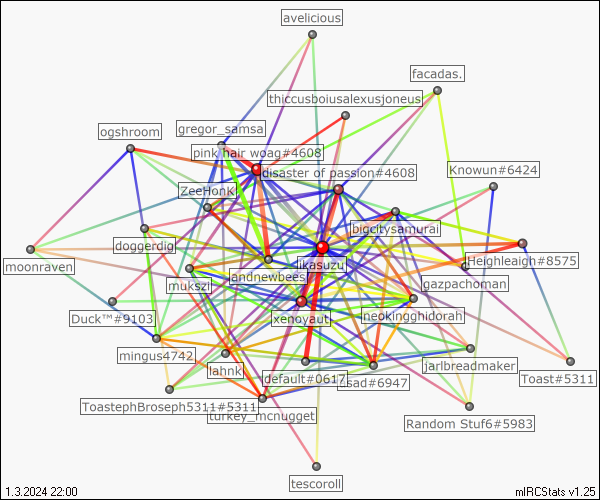 avelicious
facadas.
thiccusboiusalexusjoneus
gregor_samsa
ogshroom
pink hair woag#4608
disaster of passion#4608
Knowun#6424
ZeeHonk
bigcitysamurai
doggerdig
Heighleaigh#8575
moonraven
ikasuzu
andnewbees
mukszi
gazpachoman
Duck™#9103
xenoyaut
neokingghidorah
mingus4742
jarlbreadmaker
lahnk
default#0617
sad#6947
Toast#5311
ToastephBroseph5311#5311
turkey_mcnugget
Random Stuf6#5983
tescoroll
1.3.2024 22:00
mIRCStats v1.25